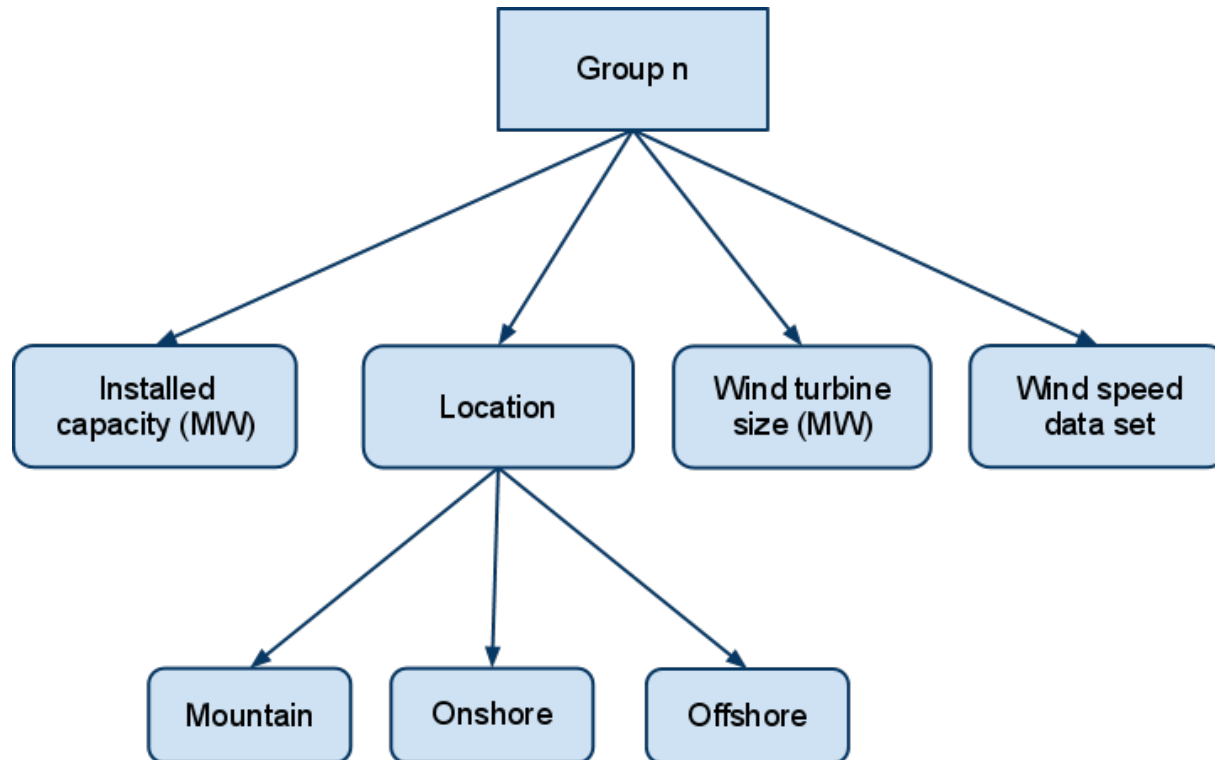 Group n
Installed
capacity (MW)
Location
Wind turbine
size (MW)
Wind speed
data set
Mountain
Onshore
Offshore